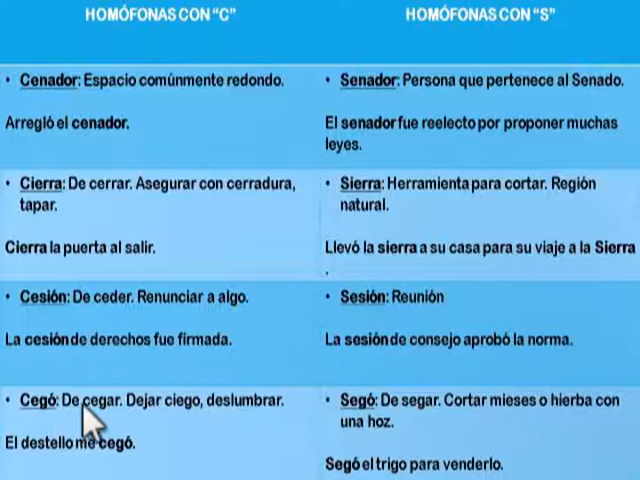 HOMÓFONAS CON “C”
HOMÓFONAS CON “S”
• Cenador: Espacio comúnmente redondo.
Arregló el cenador.
• Senador: Persona que pertenece al Senado.
El senador fue reelecto por proponer muchas
leyes.
• Cierra: De cerrar. Asegurar con cerradura,
tapar.
Cierra la puerta al salir.
• Sierra: Herramienta para cortar. Región
natural.
Llevó la sierra a su casa para su viaje a la Sierra
.
• Cesión: De ceder. Renunciar a algo.
La cesión de derechos fue firmada.
• Sesión: Reunión
La sesión de consejo aprobó la norma.
• Cegó: De cegar. Dejar ciego, deslumbrar.
El destello me cegó.
• Segó: De segar. Cortar mieses o hierba con
una hoz.
Segó el trigo para venderlo.